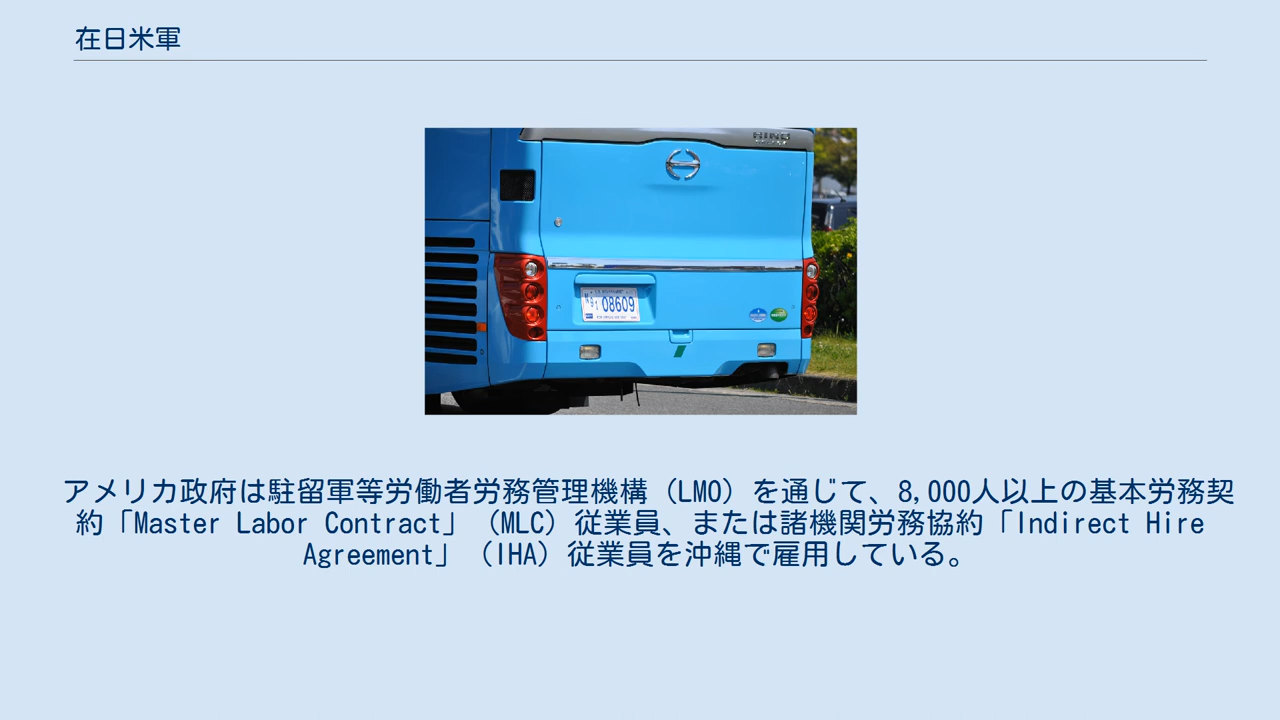 在日米軍
HINO
08609
アメリカ政府は駐留軍等労働者労務管理機構（LMO）を通じて、8,000人以上の基本労務契
約「Master Labor Contract」（MLC）従業員、または諸機関労務協約「Indirect Hire
Agreement」（IHA）従業員を沖縄で雇用している。